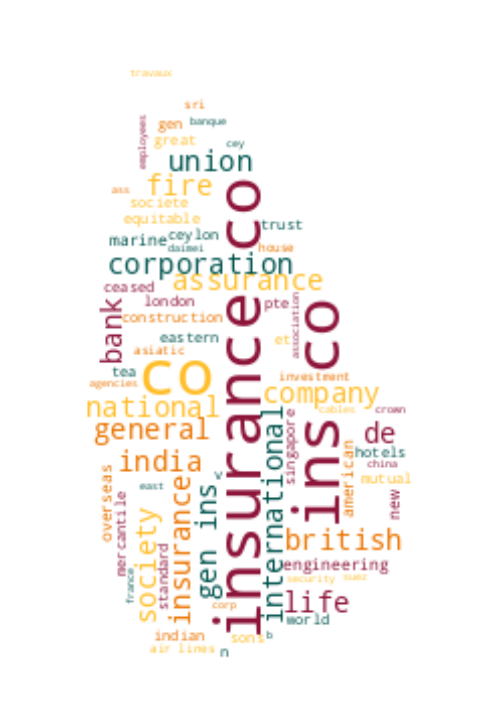 travaux
sri
employees
gen
banque
great
cey
union
ass
fire
societe
equitable
trust
marine
ceylon
daimei
house
corporation
assurance
ceased
london
pte
association
bank
construction
eastern
et
asiatic
tea
agencies
co
investment
company
national
cables
crown
general
de
insurance co
ins co
international
singapore
hotels
india
china
american
mutual
overseas
mercantile
east
v
new
society
insurance
gen ins
british
standard
france
engineering
security
suez
corp
life
world
indian
sons
b
air lines
n